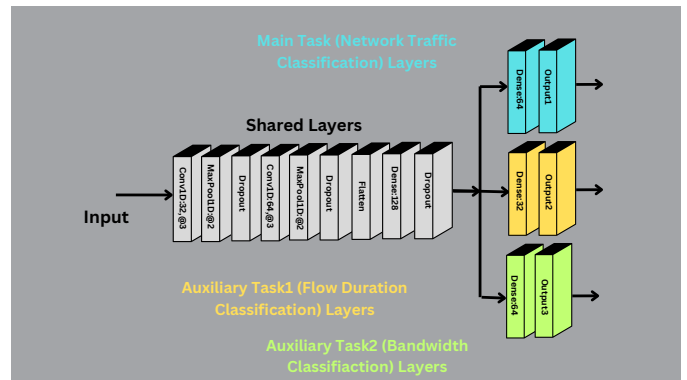 Main Task (Network Traffic
Classification) Layers
Dense:64
Output1
Shared Layers
Conv1D:32,@3
MaxPool1D:@2
Dropout
Conv1D:64,@3
MaxPool1D:@2
Dropout
Flatten
Dense:128
Dropout
Dense:32
Output2
Input
Dense:64
Output3
Auxiliary Task1 (Flow Duration
Classification) Layers
Auxiliary Task2 (Bandwidth
Classifiaction) Layers